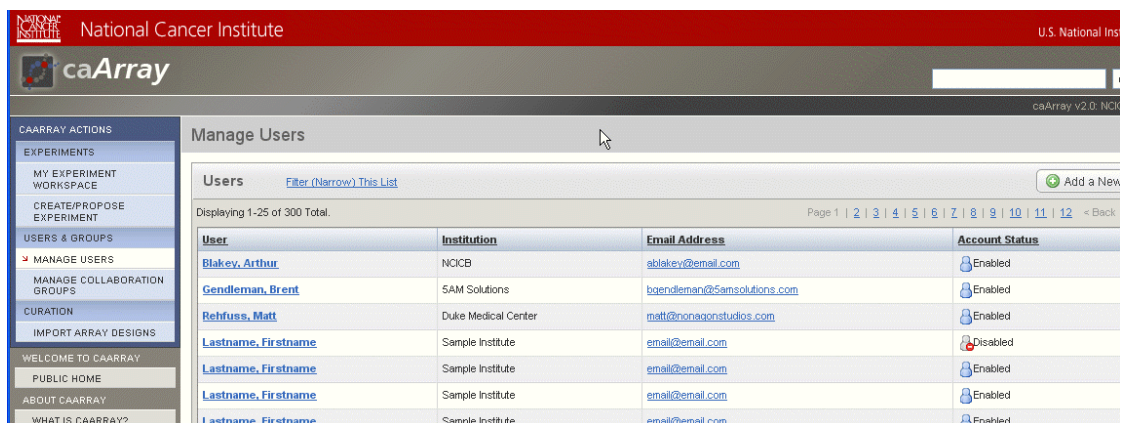 NATIONAL CANCER INSTITUTE
National Cancer Institute
U.S. National Ins
caArray
caArray v2.0: NCIC
CAARRAY ACTIONS
EXPERIMENTS
MY EXPERIMENT
WORKSPACE
CREATE/PROPOSE
EXPERIMENT
USERS & GROUPS
MANAGE USERS
MANAGE COLLABORATION
GROUPS
CURATION
IMPORT ARRAY DESIGNS
WELCOME TO CAARRAY
PUBLIC HOME
ABOUT CAARRAY
WHAT IS CAARRAY?
Manage Users
Users Filter (Narrow) This List Add a New
Displaying 1-25 of 300 Total. Page 1 | 2 | 3 | 4 | 5 | 6 | 7 | 8 | 9 | 10 | 11 | 12 < Back
User Institution Email Address Account Status
Blakey, Arthur NCICB ablakey@email.com Enabled
Gendleman, Brent 5AM Solutions bgendleman@5amsolutions.com Enabled
Rehfuss, Matt Duke Medical Center matt@nonagonstudios.com Enabled
Lastname, Firstname Sample Institute email@email.com Disabled
Lastname, Firstname Sample Institute email@email.com Enabled
Lastname, Firstname Sample Institute email@email.com Enabled
Lastname, Firstname Sample Institute email@email.com Enabled